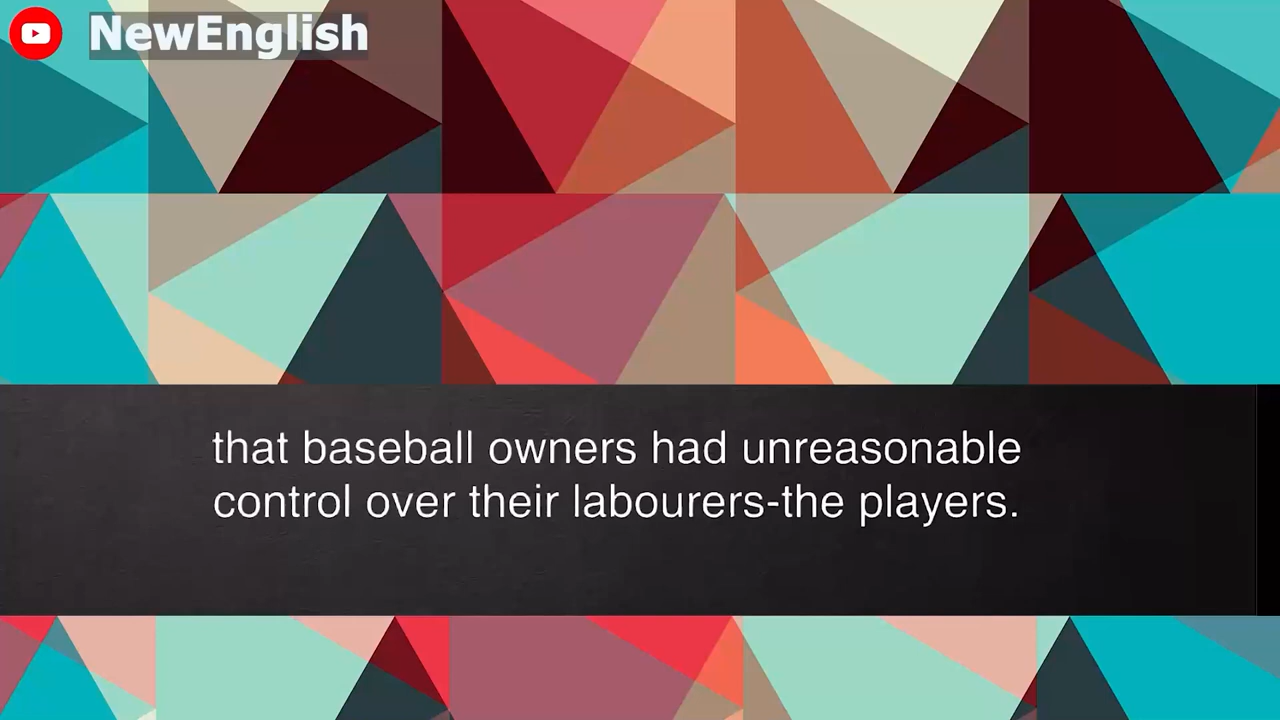 NewEnglish
that baseball owners had unreasonable
control over their labourers-the players.